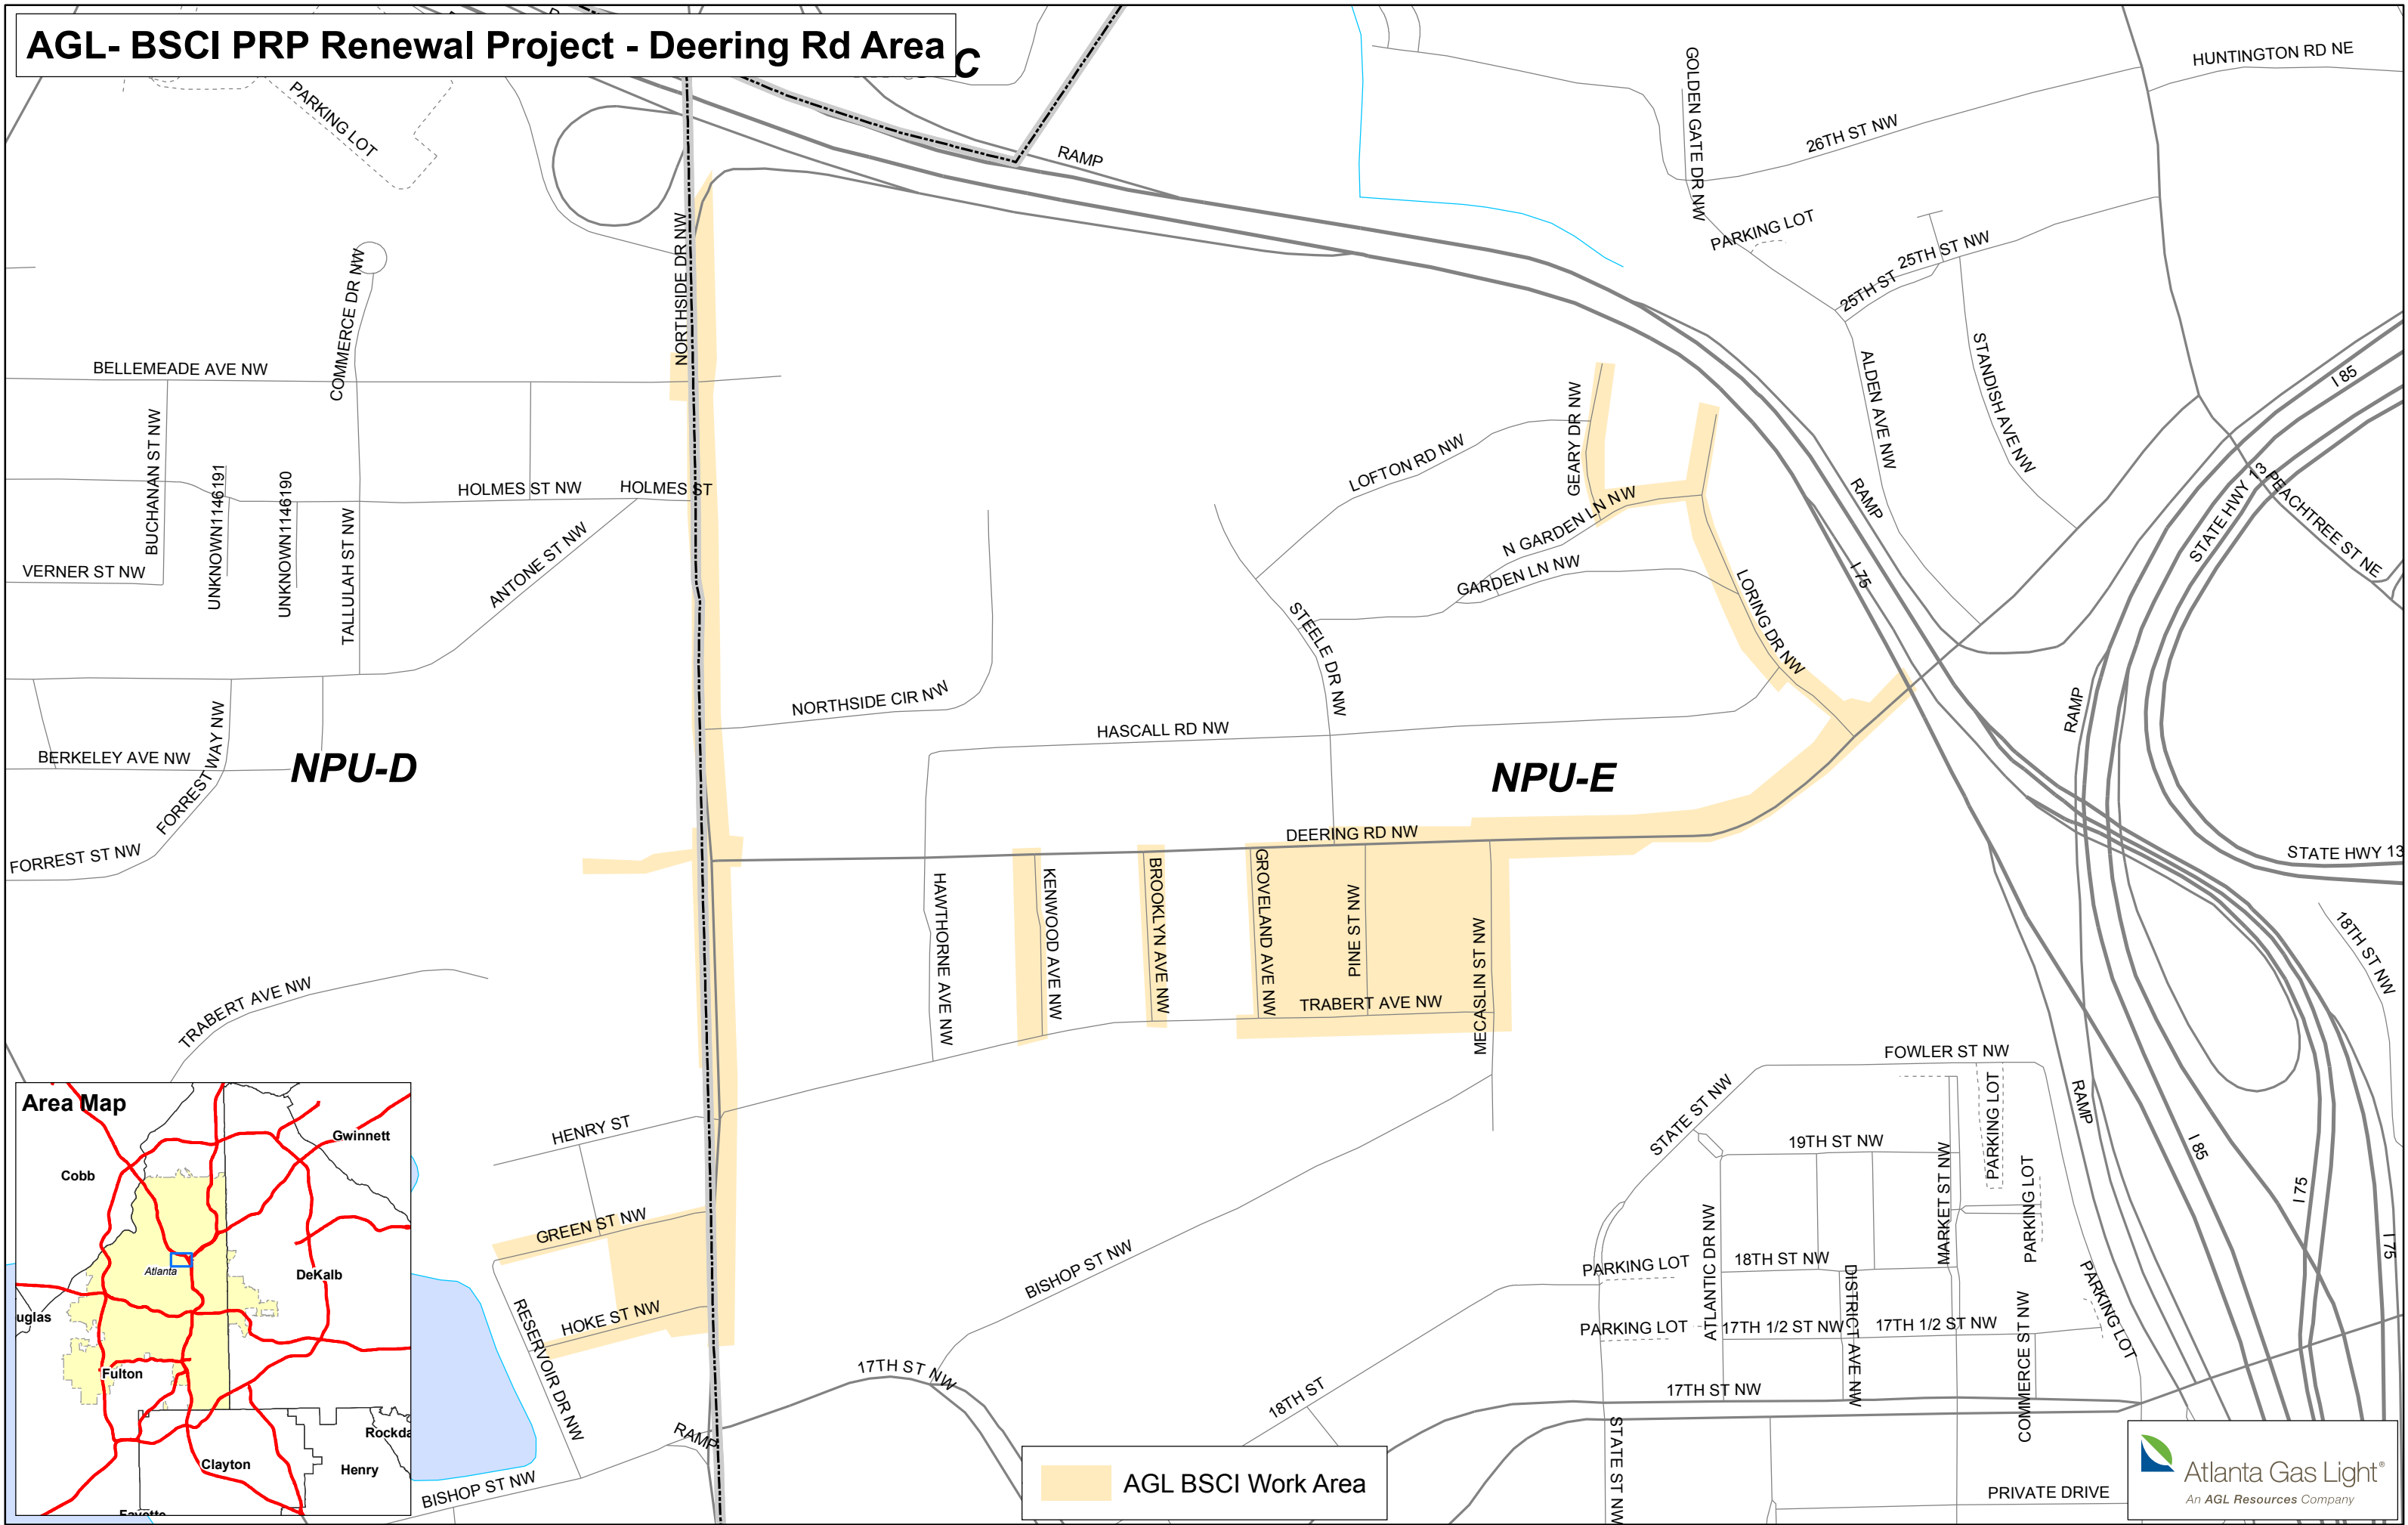 AGL- BSCI PRP Renewal Project - Deering Rd Area
C
HUNTINGTON RD NE
GOLDEN GATE DR NW
PARKING LOT
26TH ST NW
RAMP
NORTHSIDE DR NW
PARKING LOT
25TH ST NW
25TH ST
COMMERCE DR NW
BELLEMEADE AVE NW
STANDISH AVE NW
ALDEN AVE NW
I 85
GEARY DR NW
BUCHANAN ST NW
LOFTON RD NW
UNKNOWN1146191
UNKNOWN1146190
HOLMES ST NW
HOLMES ST
STATE HWY 13
PEACHTREE ST NE
RAMP
N GARDEN LN NW
TALLULAH ST NW
ANTONE ST NW
VERNER ST NW
GARDEN LN NW
I 75
LORING DR NW
STEELE DR NW
NORTHSIDE CIR NW
RAMP
HASCALL RD NW
FORREST WAY NW
BERKELEY AVE NW
NPU-D
NPU-E
DEERING RD NW
FORREST ST NW
STATE HWY 13
HAWTHORNE AVE NW
KENWOOD AVE NW
BROOKLYN AVE NW
GROVELAND AVE NW
PINE ST NW
MECASLIN ST NW
18TH ST NW
TRABERT AVE NW
TRABERT AVE NW
FOWLER ST NW
Area Map
Gwinnett
Cobb
Atlanta
DeKalb
uglas
Fulton
Rockda
Clayton
Henry
Fayette
HENRY ST
STATE ST NW
PARKING LOT
RAMP
19TH ST NW
MARKET ST NW
PARKING LOT
I 85
I 75
I 75
GREEN ST NW
ATLANTIC DR NW
BISHOP ST NW
PARKING LOT
18TH ST NW
DISTRICT AVE NW
PARKING LOT
RESERVOIR DR NW
HOKE ST NW
PARKING LOT
17TH 1/2 ST NW
17TH 1/2 ST NW
COMMERCE ST NW
17TH ST NW
18TH ST
17TH ST NW
RAMP
STATE ST NW
BISHOP ST NW
AGL BSCI Work Area
PRIVATE DRIVE
Atlanta Gas Light®
An AGL Resources Company